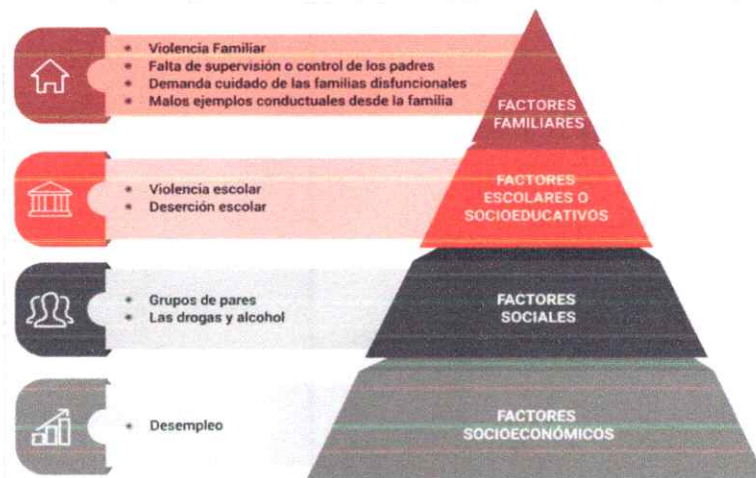 • Violencia Familiar
• Falta de supervisión o control de los padres
• Demanda cuidado de las familias disfuncionales
• Malos ejemplos conductuales desde la familia
FACTORES
FAMILIARES
• Violencia escolar
• Deserción escolar
FACTORES
ESCOLARES O
SOCIOEDUCATIVOS
• Grupos de pares
• Las drogas y alcohol
FACTORES
SOCIALES
• Desempleo
FACTORES
SOCIOECONÓMICOS